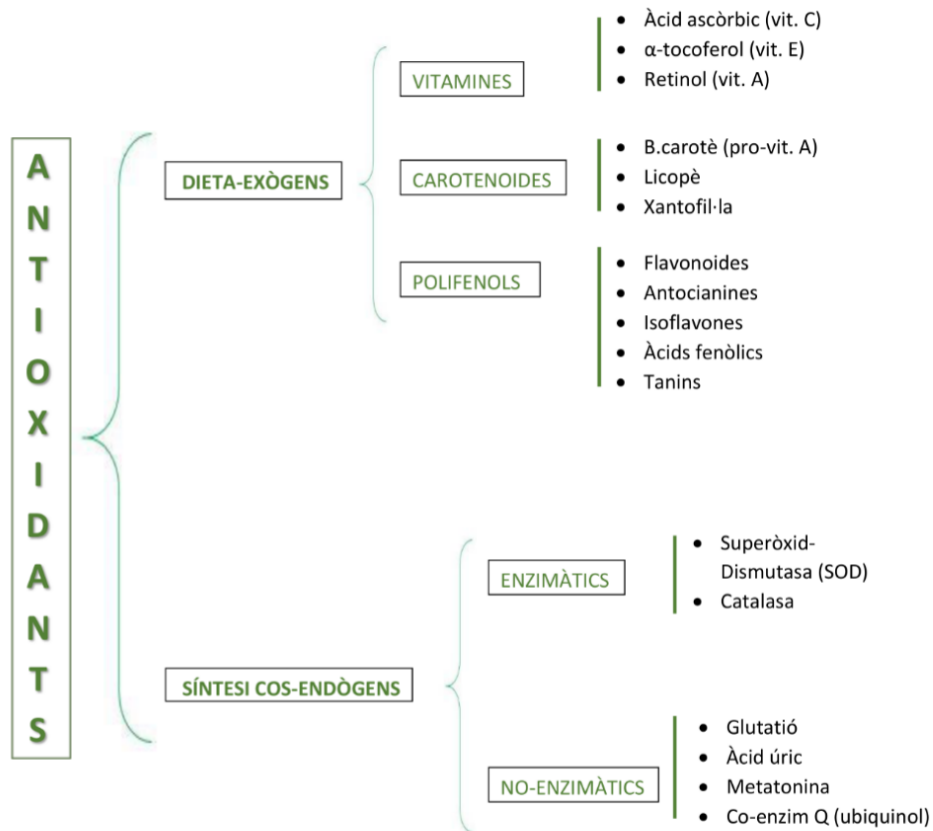 ANTIOXIDANTS
DIETA-EXÒGENS
VITAMINES
• Àcid ascòrbic (vit. C)
• α-tocoferol (vit. E)
• Retinol (vit. A)
CAROTENOIDES
• B.carotè (pro-vit. A)
• Licopè
• Xantofil·la
POLIFENOLS
• Flavonoides
• Antocianines
• Isoflavones
• Àcids fenòlics
• Tanins
SÍNTESI COS-ENDÒGENS
ENZIMÀTICS
• Superòxid-
Dismutasa (SOD)
• Catalasa
NO-ENZIMÀTICS
• Glutatió
• Àcid úric
• Metatonina
• Co-enzim Q (ubiquinol)